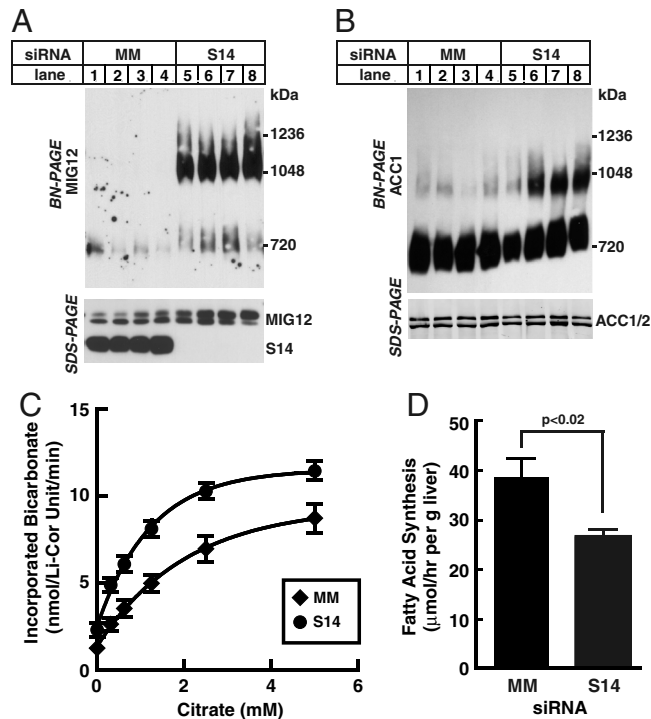 A
siRNA MM S14
lane 1 2 3 4 5 6 7 8
kDa
BN-PAGE
MIG12
1236
1048
720
SDS-PAGE
MIG12
S14
B
siRNA MM S14
lane 1 2 3 4 5 6 7 8
kDa
BN-PAGE
ACC1
1236
1048
720
SDS-PAGE
ACC1/2
C
Incorporated Bicarbonate
(nmol/Li-Cor Unit/min)
15
10
5
0
0 2 4 6
Citrate (mM)
MM
S14
D
Fatty Acid Synthesis
(μmol/hr per g liver)
50
40
30
20
10
0
p<0.02
MM S14
siRNA